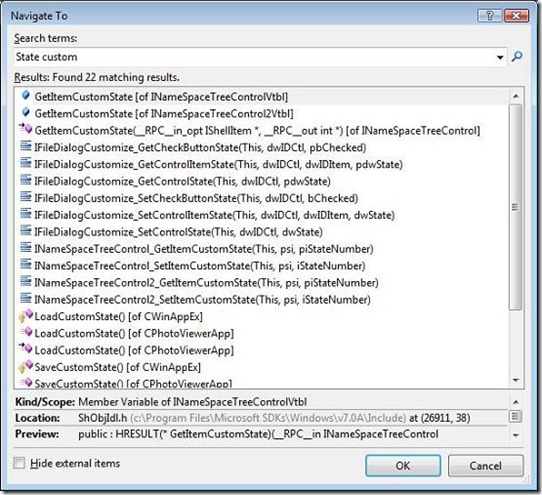 Navigate To
Search terms:
State custom
Results: Found 22 matching results.
GetItemCustomState [of INameSpaceTreeControlVtbl]
GetItemCustomState [of INameSpaceTreeControl2Vtbl]
GetItemCustomState(__RPC__in_opt IShellItem *, __RPC__out int *) [of INameSpaceTreeControl]
IFileDialogCustomize_GetCheckButtonState(This, dwIDCtl, pbChecked)
IFileDialogCustomize_GetControlItemState(This, dwIDCtl, dwIDItem, pdwState)
IFileDialogCustomize_GetControlState(This, dwIDCtl, pdwState)
IFileDialogCustomize_SetCheckButtonState(This, dwIDCtl, bChecked)
IFileDialogCustomize_SetControlItemState(This, dwIDCtl, dwIDItem, dwState)
IFileDialogCustomize_SetControlState(This, dwIDCtl, dwState)
INameSpaceTreeControl_GetItemCustomState(This, psi, piStateNumber)
INameSpaceTreeControl_SetItemCustomState(This, psi, iStateNumber)
INameSpaceTreeControl2_GetItemCustomState(This, psi, piStateNumber)
INameSpaceTreeControl2_SetItemCustomState(This, psi, iStateNumber)
LoadCustomState() [of CWinAppEx]
LoadCustomState() [of CPhotoViewerApp]
LoadCustomState() [of CPhotoViewerApp]
SaveCustomState() [of CWinAppEx]
SaveCustomState() [of CPhotoViewerApp]
Kind/Scope: Member Variable of INameSpaceTreeControlVtbl
Location: ShObjIdl.h (c:\Program Files\Microsoft SDKs\Windows\v7.0A\Include) at (26911, 38)
Preview: public : HRESULT(* GetItemCustomState)(__RPC__in INameSpaceTreeControl
Hide external items
OK
Cancel